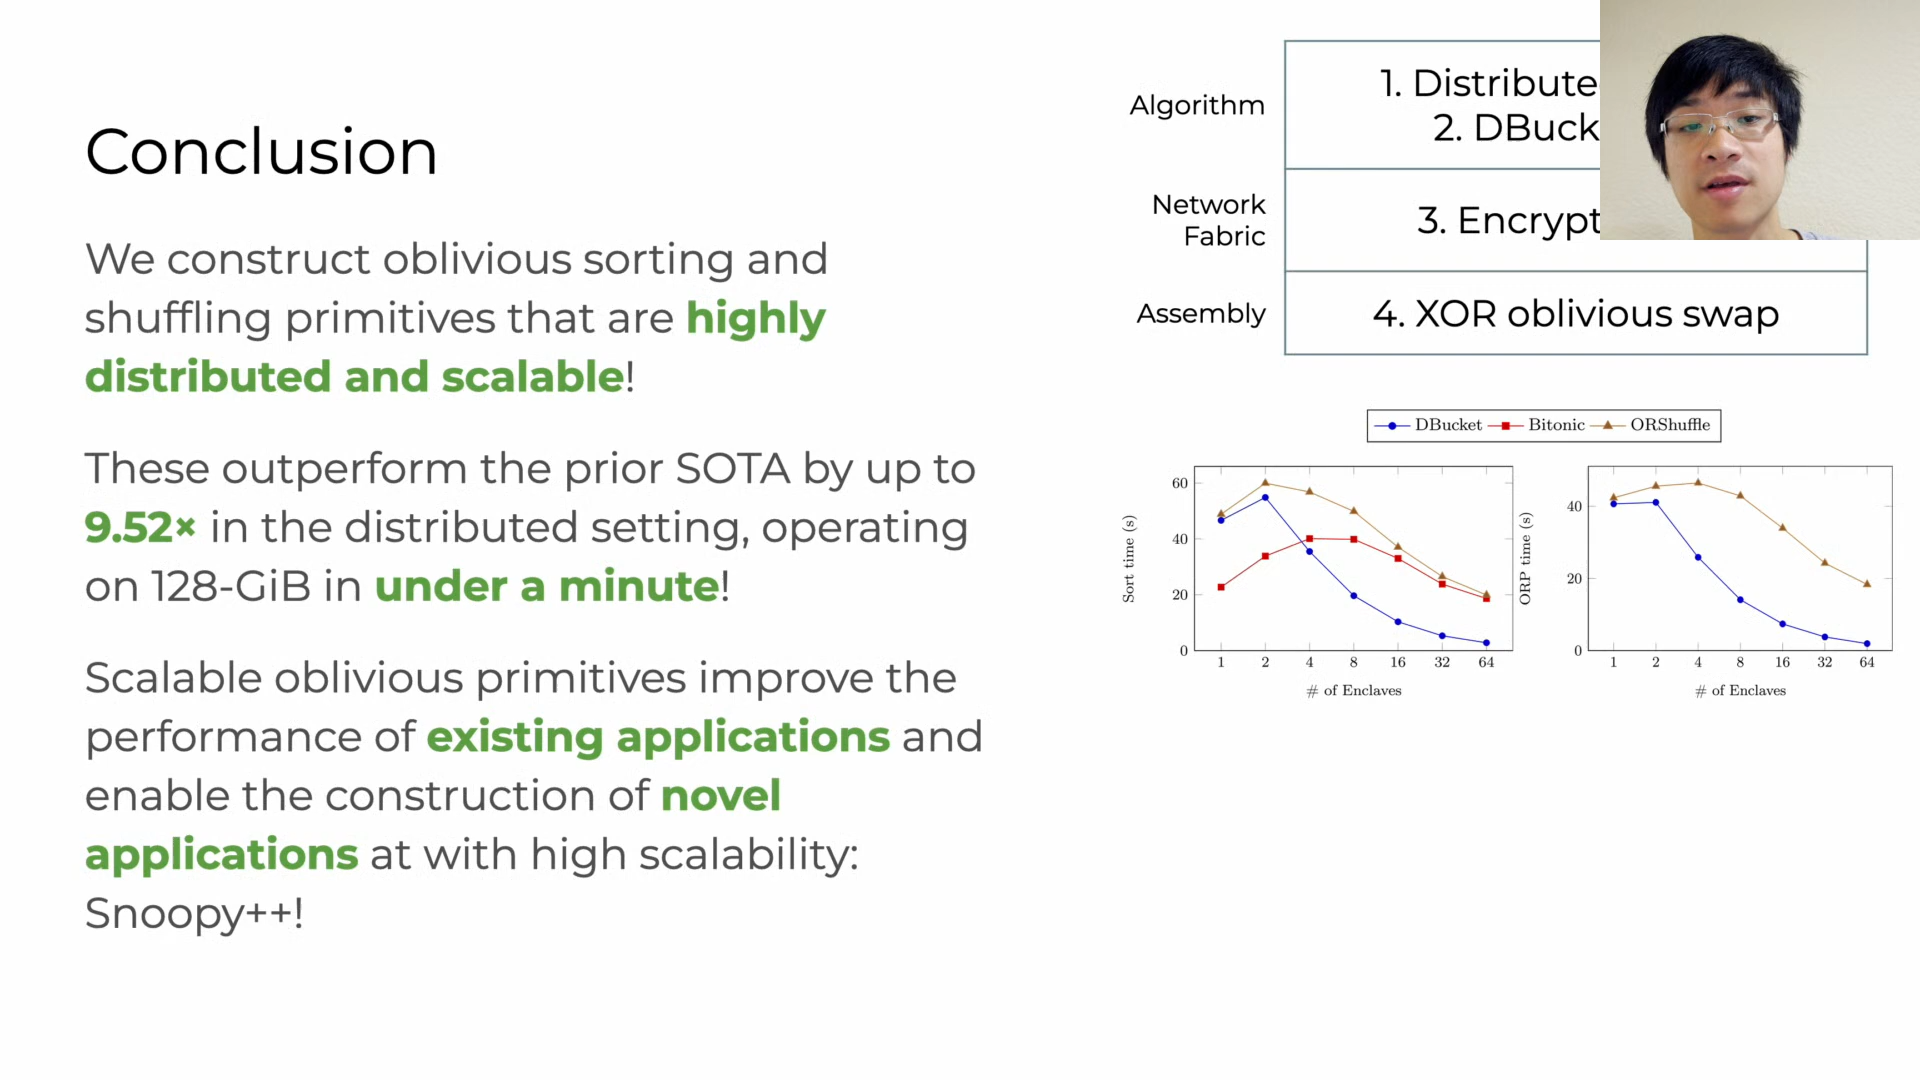 Conclusion
We construct oblivious sorting and
shuffling primitives that are highly
distributed and scalable!
These outperform the prior SOTA by up to
9.52× in the distributed setting, operating
on 128-GiB in under a minute!
Scalable oblivious primitives improve the
performance of existing applications and
enable the construction of novel
applications at with high scalability:
Snoopy++!
Algorithm
1.
2.
Network
Fabric
3.
Assembly
4. XOR oblivious swap
DBucket Bitonic ORShuffle
Sort time (s)
60
40
20
0
1 2 4 8 16 32 64
# of Enclaves
ORP time (s)
40
20
0
1 2 4 8 16 32 64
# of Enclaves